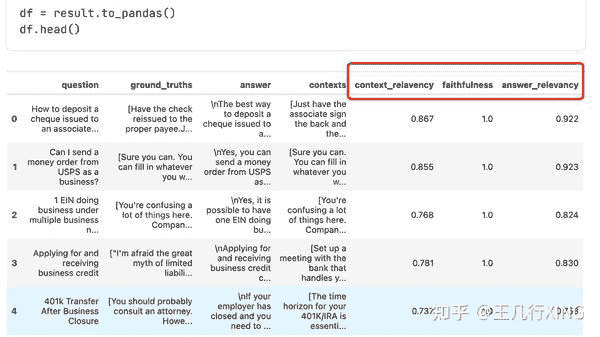 df = result.to_pandas()
df.head()
question ground_truths answer contexts context_relavency faithfulness answer_relevancy
0 How to deposit a cheque issued to an associate... [Have the check reissued to the proper payee.J... \nThe best way to deposit a cheque issued to a... [Just have the associate sign the back and the... 0.867 1.0 0.922
1 Can I send a money order from USPS as a business? [Sure you can. You can fill in whatever you w... \nYes, you can send a money order from USPS as... [Sure you can. You can fill in whatever you w... 0.855 1.0 0.923
2 1 EIN doing business under multiple business n... [You're confusing a lot of things here. Compan... \nYes, it is possible to have one EIN doing bu... [You're confusing a lot of things here. Compan... 0.768 1.0 0.824
3 Applying for and receiving business credit ["I'm afraid the great myth of limited liabili... \nApplying for and receiving business credit c... [Set up a meeting with the bank that handles y... 0.781 1.0 0.830
4 401k Transfer After Business Closure [You should probably consult an attorney. Howe... \nIf your employer has closed and you need to ... [The time horizon for your 401K/IRA is essenti... 0.737 1.0
知乎 @王几行XING